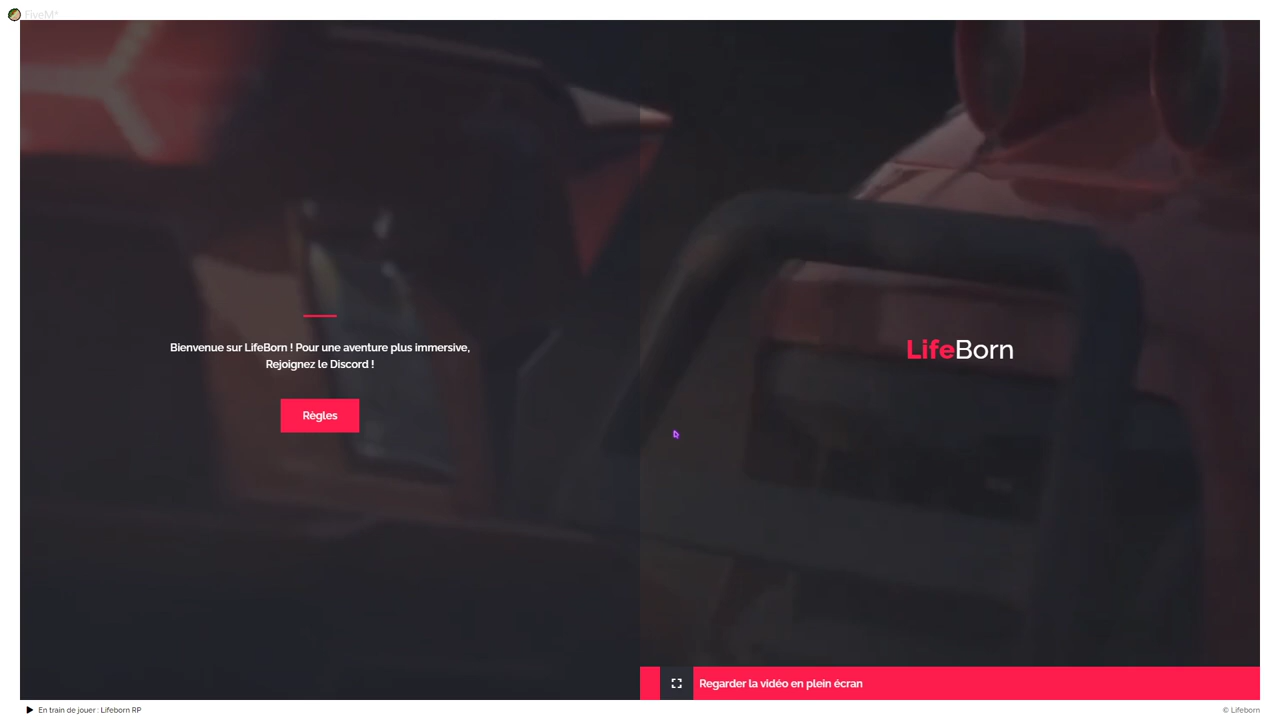 FiveM*
Bienvenue sur LifeBorn ! Pour une aventure plus immersive,
Rejoignez le Discord !
Règles
LifeBorn
Regarder la vidéo en plein écran
En train de jouer : Lifeborn RP
© Lifeborn